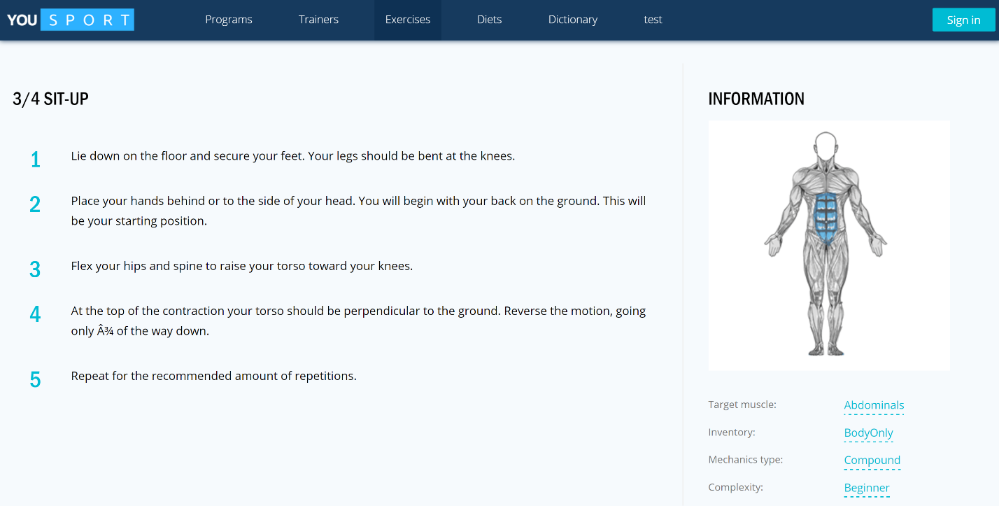 YOU SPORT
Programs
Trainers
Exercises
Diets
Dictionary
test
Sign in
3/4 SIT-UP
1
Lie down on the floor and secure your feet. Your legs should be bent at the knees.
2
Place your hands behind or to the side of your head. You will begin with your back on the ground. This will
be your starting position.
3
Flex your hips and spine to raise your torso toward your knees.
4
At the top of the contraction your torso should be perpendicular to the ground. Reverse the motion, going
only Â¾ of the way down.
5
Repeat for the recommended amount of repetitions.
INFORMATION
Target muscle: Abdominals
Inventory: BodyOnly
Mechanics type: Compound
Complexity: Beginner